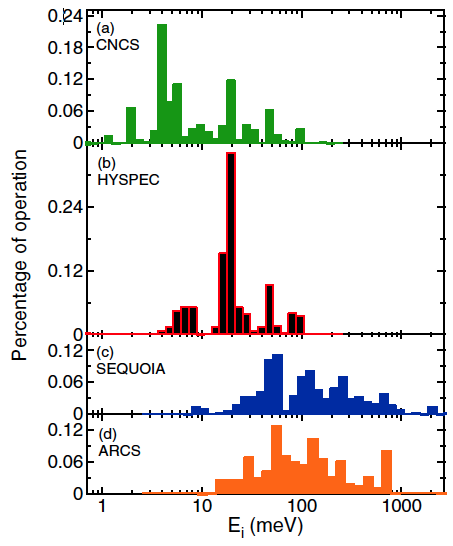 Percentage of operation
0.24
0.18
0.12
0.06
0
(a)
CNCS
0.24
0.12
0
(b)
HYSPEC
0.12
0.06
0
(c)
SEQUOIA
0.12
0.06
0
(d)
ARCS
1 10 100 1000
Ei (meV)